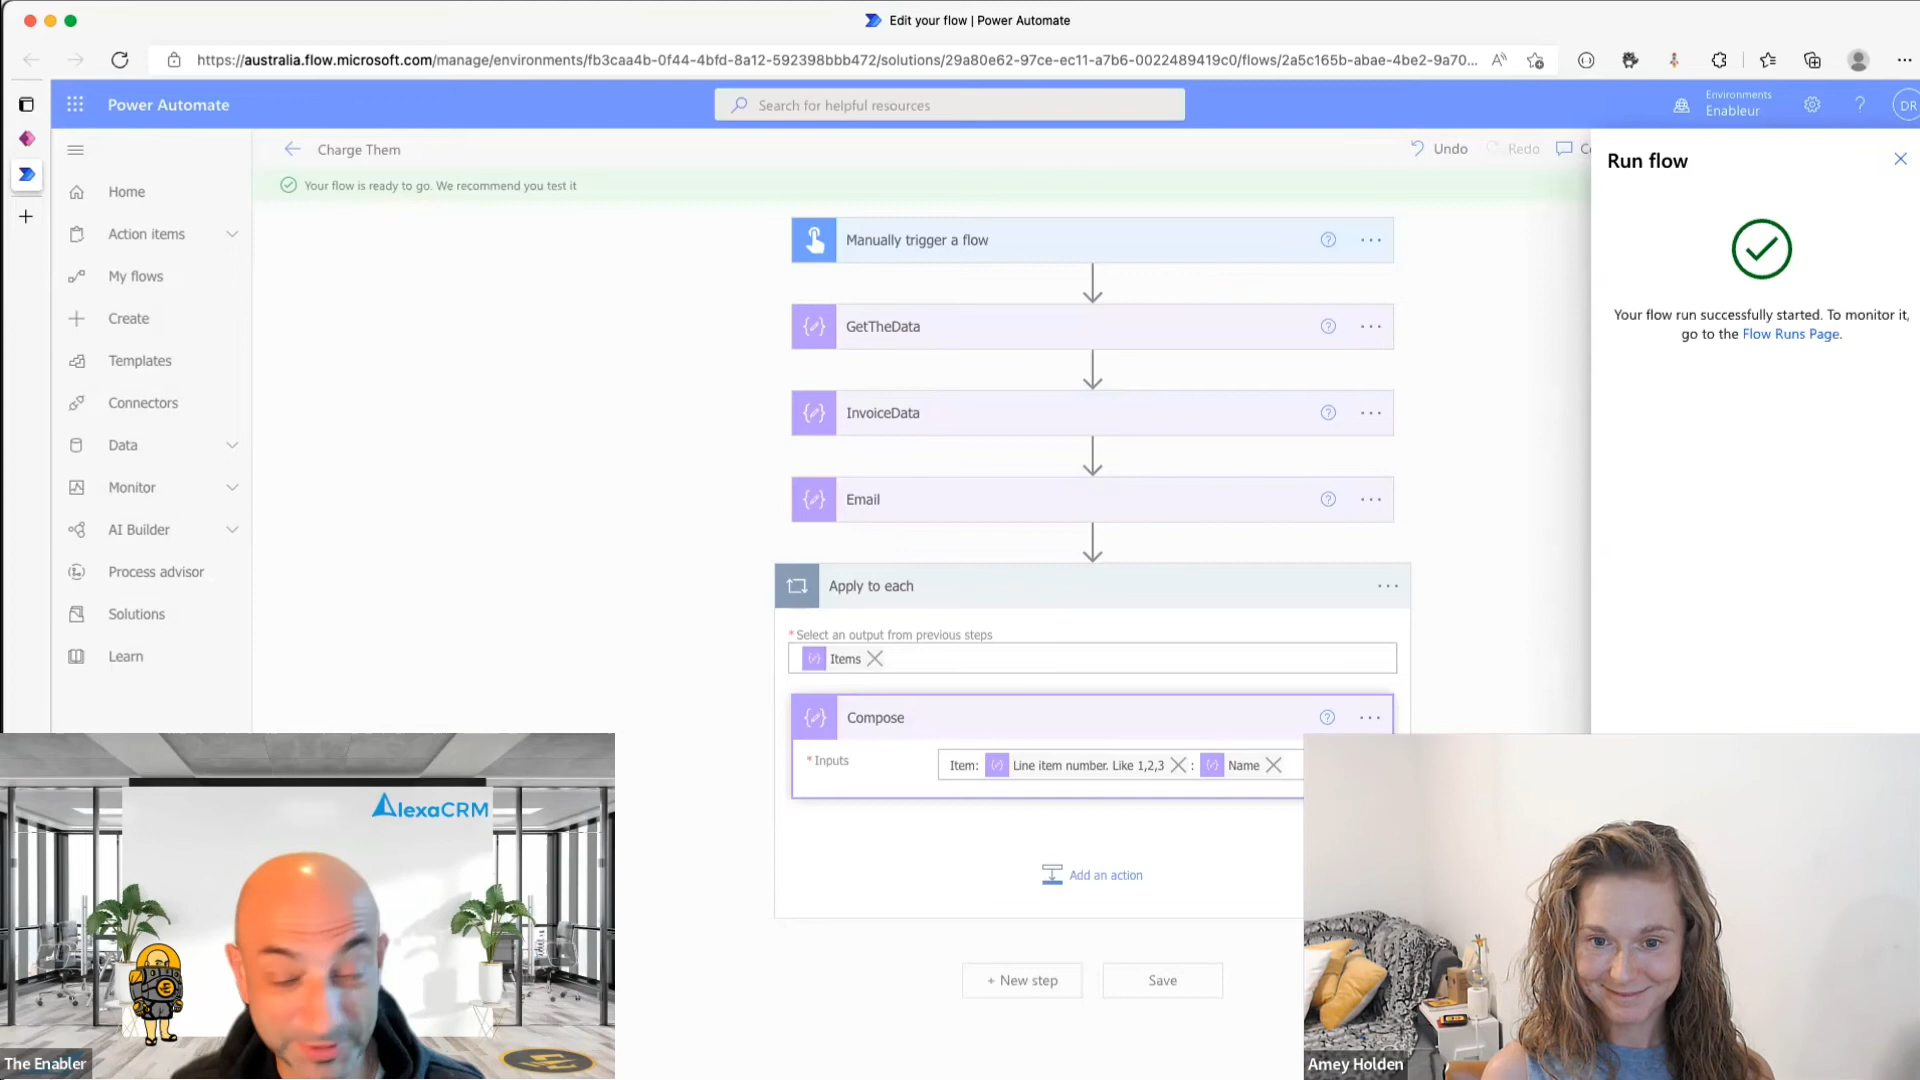 Edit your flow | Power Automate
https://australia.flow.microsoft.com/manage/environments/fb3caa4b-0f44-4bfd-8a12-592398bbb472/solutions/29a80e62-97ce-ec11-a7b6-0022489419c0/flows/2a5c165b-abae-4be2-9a70...
Power Automate
Search for helpful resources
Environments
Enableur
?
DR
Charge Them
Undo
Redo
Your flow is ready to go. We recommend you test it
Run flow
Your flow run successfully started. To monitor it,
go to the Flow Runs Page.
Home
Action items
My flows
Create
Templates
Connectors
Data
Monitor
AI Builder
Process advisor
Solutions
Learn
Manually trigger a flow
GetTheData
InvoiceData
Email
Apply to each
* Select an output from previous steps
Items
Compose
* Inputs
Item: Line item number. Like 1,2,3 : Name
Add an action
+ New step
Save
AlexaCRM
The Enabler
Amey Holden